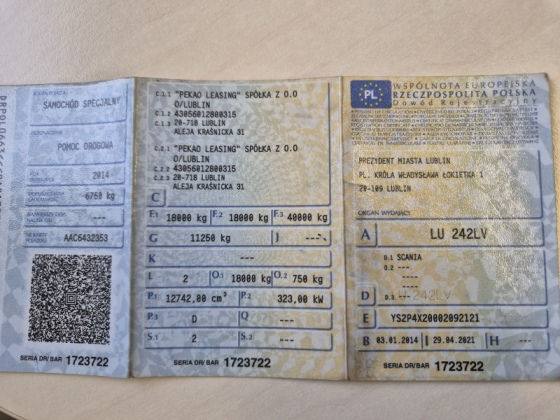 SAMOCHÓD SPECJALNY
POMOC DROGOWA
2014
6750 kg
---
AAC6432353
SERIA DR/BAR 1723722
C.1.1 "PEKAO LEASING" SPÓŁKA Z O.O
O/LUBLIN
C.1.2 43056012800315
C.1.3 20-718 LUBLIN
ALEJA KRAŚNICKA 31
C.2.1 "PEKAO LEASING" SPÓŁKA Z O.O
O/LUBLIN
C.2.2 43056012800315
C.2.3 20-718 LUBLIN
ALEJA KRAŚNICKA 31
C
F.1 18000 kg F.2 18000 kg F.3 40000 kg
G 11250 kg J ---
K ---
L 2 O.1 18000 kg O.2 750 kg
P.1 12742,00 cm³ P.2 323,00 kW
P.3 D Q ---
S.1 2 S.2 ---
SERIA DR/BAR 1723722
PL
WSPÓLNOTA EUROPEJSKA
RZECZPOSPOLITA POLSKA
Dowód Rejestracyjny
PREZYDENT MIASTA LUBLIN
PL. KRÓLA WŁADYSŁAWA ŁOKIETKA 1
20-109 LUBLIN
ORGAN WYDAJĄCY
A LU 242LV
D.1 SCANIA
D.2 ---
----
----
D D.3 ---
E YS2P4X20002092121
B 03.01.2014 I 29.04.2021 H ---
SERIA DR/BAR 1723722